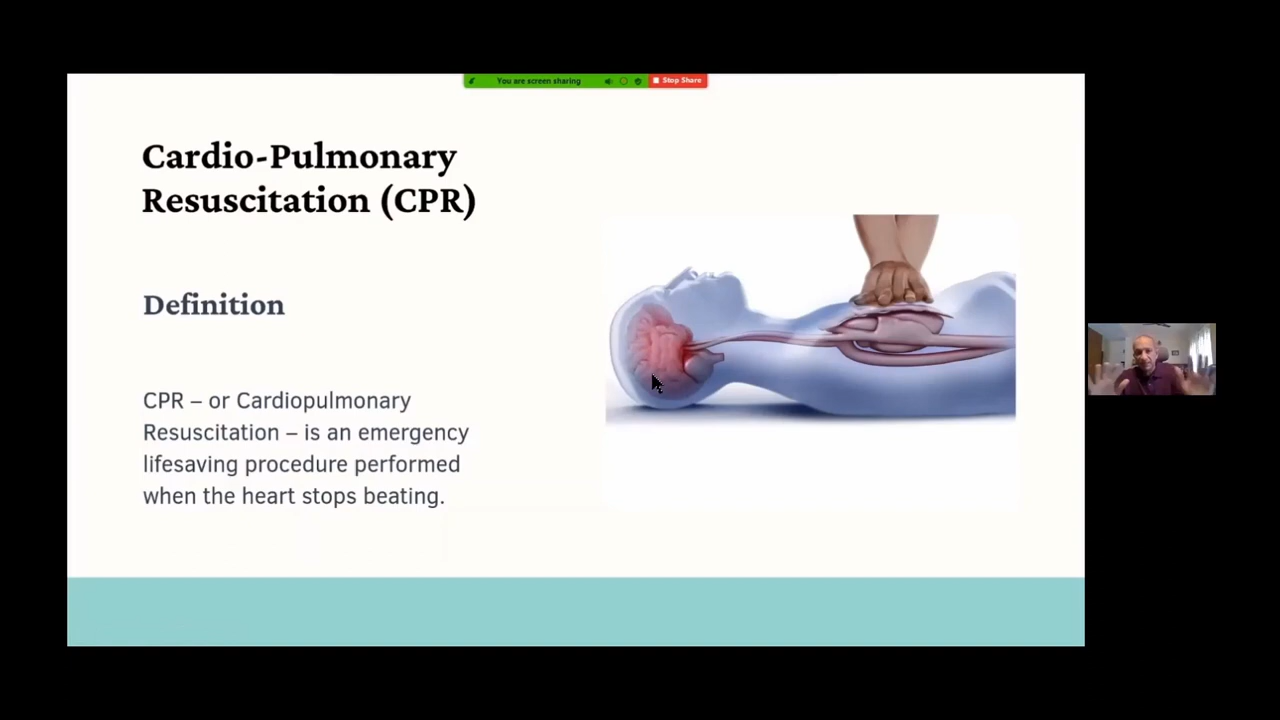 You are screen sharing
Stop Share
Cardio-Pulmonary
Resuscitation (CPR)
Definition
CPR – or Cardiopulmonary
Resuscitation – is an emergency
lifesaving procedure performed
when the heart stops beating.